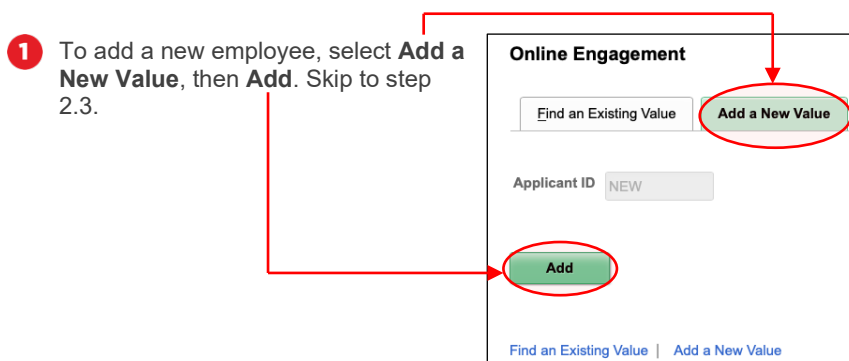 1
To add a new employee, select Add a
New Value, then Add. Skip to step
2.3.
Online Engagement
Find an Existing Value
Add a New Value
Applicant ID NEW
Add
Find an Existing Value | Add a New Value